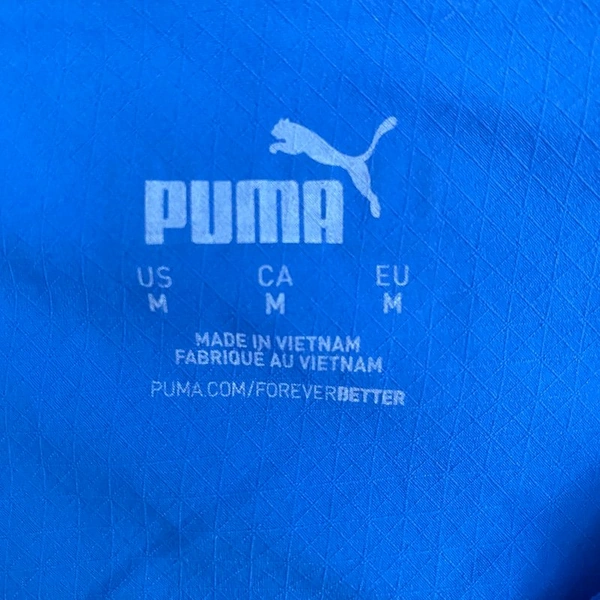 PUMA
US CA EU
M M M
MADE IN VIETNAM
FABRIQUÉ AU VIETNAM
PUMA.COM/FOREVERBETTER